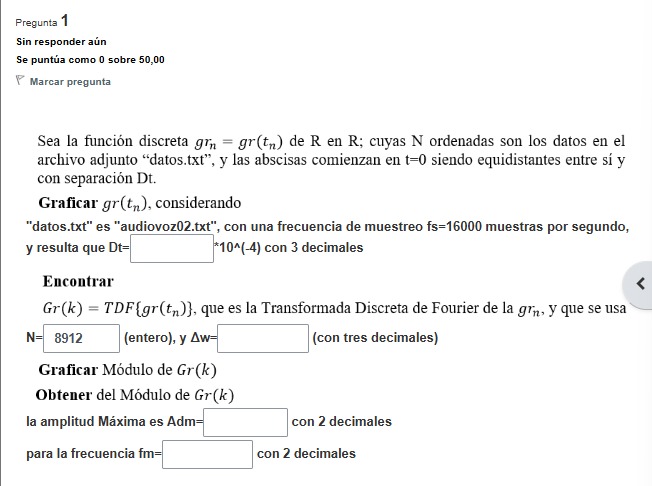 Pregunta 1
Sin responder aún
Se puntúa como 0 sobre 50,00
Marcar pregunta
Sea la función discreta grₙ = gr(tₙ) de R en R; cuyas N ordenadas son los datos en el
archivo adjunto “datos.txt”, y las abscisas comienzan en t=0 siendo equidistantes entre sí y
con separación Dt.
Graficar gr(tₙ), considerando
"datos.txt" es "audiovoz02.txt", con una frecuencia de muestreo fs=16000 muestras por segundo,
y resulta que Dt= *10^(-4) con 3 decimales
Encontrar
Gr(k) = TDF{gr(tₙ)}, que es la Transformada Discreta de Fourier de la grₙ, y que se usa
N= 8912 (entero), y Δw= (con tres decimales)
Graficar Módulo de Gr(k)
Obtener del Módulo de Gr(k)
la amplitud Máxima es Adm= con 2 decimales
para la frecuencia fm= con 2 decimales